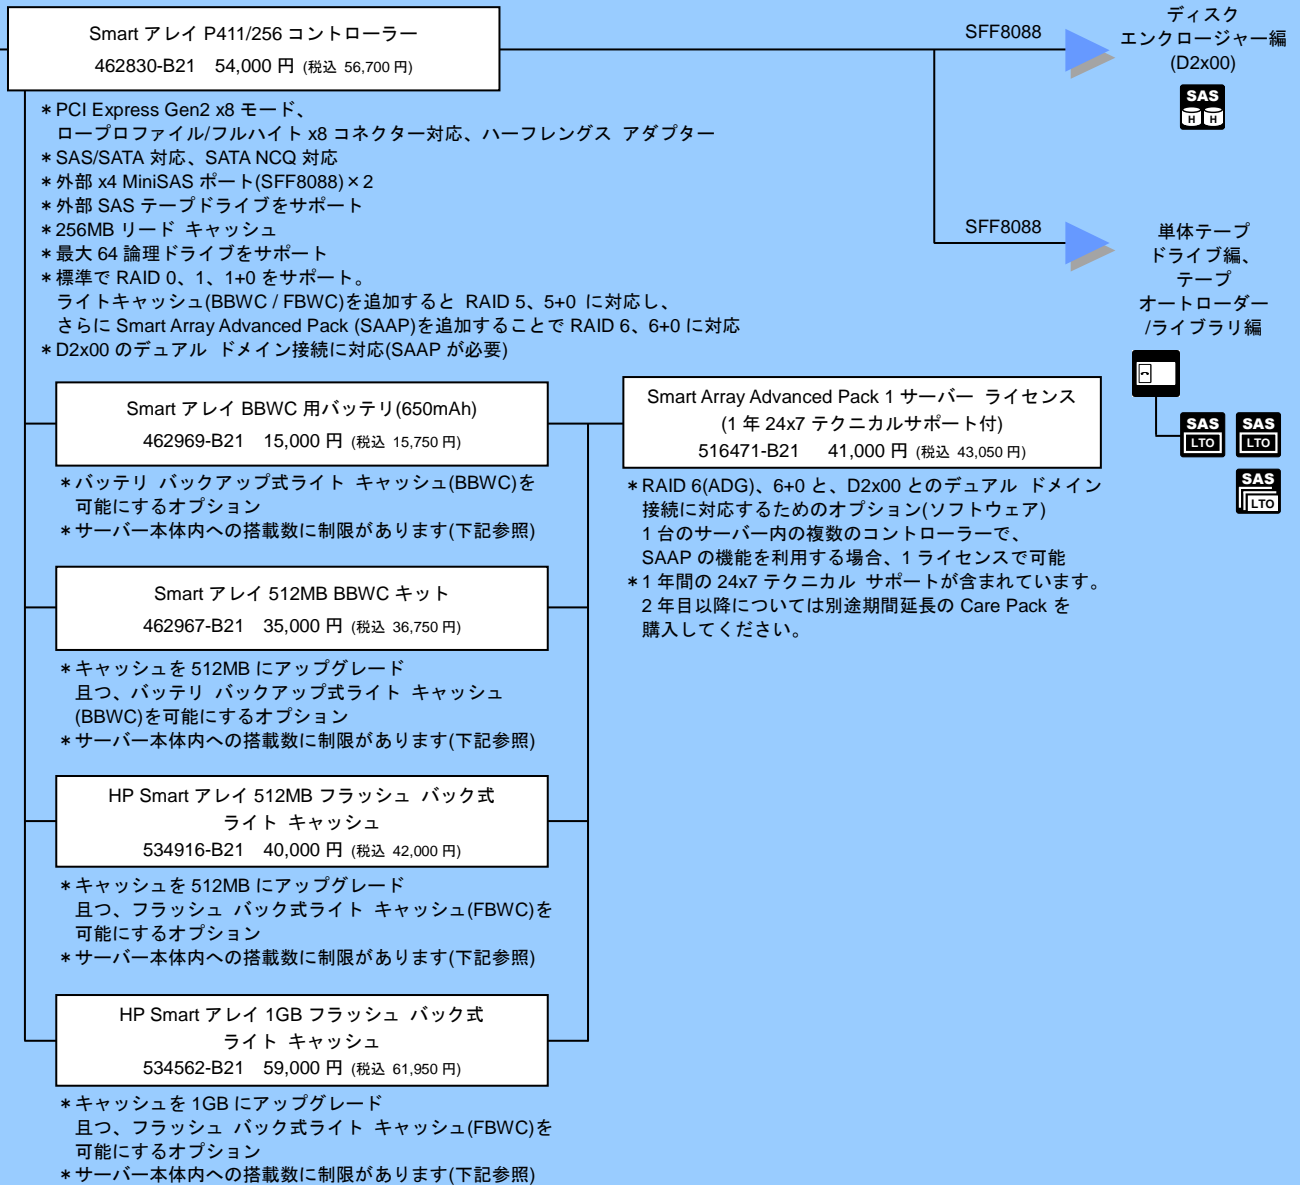 Smart アレイ P411/256 コントローラー
462830-B21 54,000 円 (税込 56,700 円)
SFF8088
ディスク
エンクロージャー編
(D2x00)
SAS
H H
＊PCI Express Gen2 x8 モード、
ロープロファイル/フルハイト x8 コネクター対応、ハーフレングス アダプター
＊SAS/SATA 対応、SATA NCQ 対応
＊外部 x4 MiniSAS ポート(SFF8088)×2
＊外部 SAS テープドライブをサポート
＊256MB リード キャッシュ
＊最大 64 論理ドライブをサポート
＊標準で RAID 0、1、1+0 をサポート。
ライトキャッシュ(BBWC / FBWC)を追加すると RAID 5、5+0 に対応し、
さらに Smart Array Advanced Pack (SAAP)を追加することで RAID 6、6+0 に対応
＊D2x00 のデュアル ドメイン接続に対応(SAAP が必要)
SFF8088
単体テープ
ドライブ編、
テープ
オートローダー
/ライブラリ編
SAS
LTO
SAS
LTO
SAS
LTO
Smart アレイ BBWC 用バッテリ(650mAh)
462969-B21 15,000 円 (税込 15,750 円)
＊バッテリ バックアップ式ライト キャッシュ(BBWC)を
可能にするオプション
＊サーバー本体内への搭載数に制限があります(下記参照)
Smart Array Advanced Pack 1 サーバー ライセンス
(1 年 24x7 テクニカルサポート付)
516471-B21 41,000 円 (税込 43,050 円)
＊RAID 6(ADG)、6+0 と、D2x00 とのデュアル ドメイン
接続に対応するためのオプション(ソフトウェア)
1 台のサーバー内の複数のコントローラーで、
SAAP の機能を利用する場合、1 ライセンスで可能
＊1 年間の 24x7 テクニカル サポートが含まれています。
2 年目以降については別途期間延長の Care Pack を
購入してください。
Smart アレイ 512MB BBWC キット
462967-B21 35,000 円 (税込 36,750 円)
＊キャッシュを 512MB にアップグレード
且つ、バッテリ バックアップ式ライト キャッシュ
(BBWC)を可能にするオプション
＊サーバー本体内への搭載数に制限があります(下記参照)
HP Smart アレイ 512MB フラッシュ バック式
ライト キャッシュ
534916-B21 40,000 円 (税込 42,000 円)
＊キャッシュを 512MB にアップグレード
且つ、フラッシュ バック式ライト キャッシュ(FBWC)を
可能にするオプション
＊サーバー本体内への搭載数に制限があります(下記参照)
HP Smart アレイ 1GB フラッシュ バック式
ライト キャッシュ
534562-B21 59,000 円 (税込 61,950 円)
＊キャッシュを 1GB にアップグレード
且つ、フラッシュ バック式ライト キャッシュ(FBWC)を
可能にするオプション
＊サーバー本体内への搭載数に制限があります(下記参照)